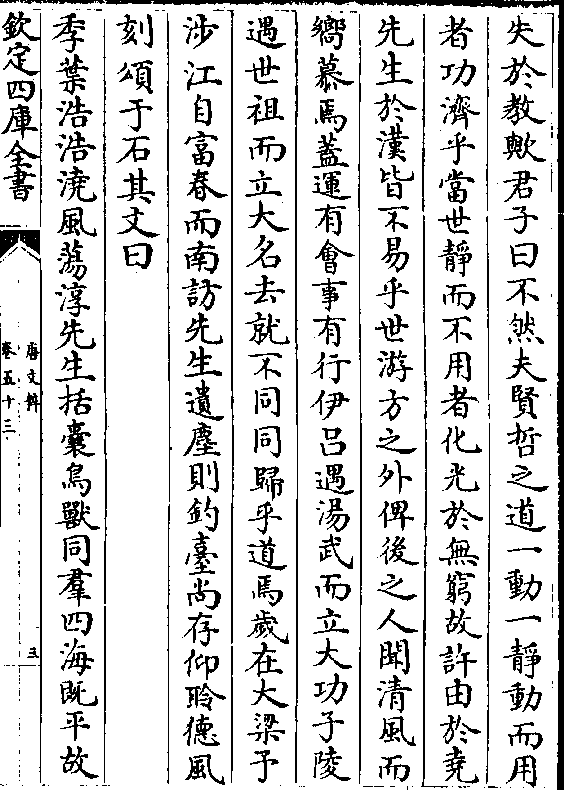 失於教歟君子曰不然夫賢哲之道一動一靜動而用
者功濟乎當世靜而不用者化光於無窮故許由於堯
先生於漢皆不易乎世游方之外俾後之人聞清風而
嚮慕焉蓋運有會事有行伊吕遇湯武而立大功子陵
遇世祖而立大名去就不同同歸乎道焉歲在大梁予
涉江自富春而南訪先生遺塵則釣臺尚存仰聆德風
刻頌于石其文曰
季葉浩浩澆風蕩淳先生括囊鳥獸同羣四海既平故
欽定四庫全書
唐文粹
卷五十三
三